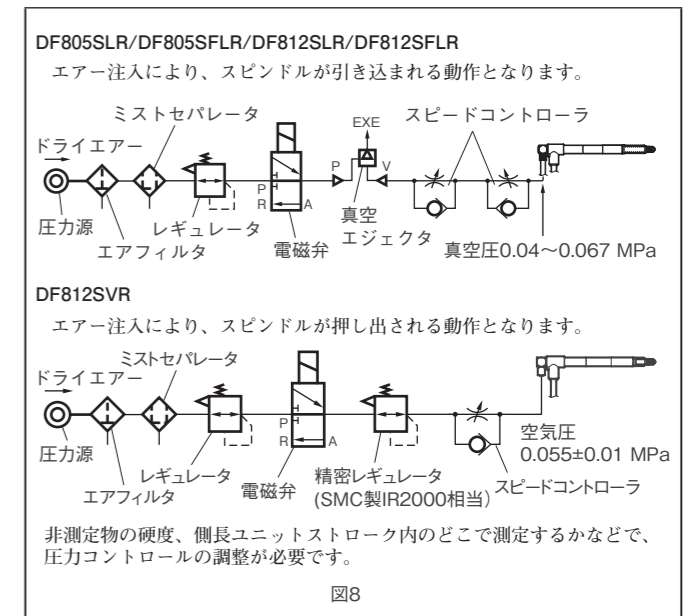 DF805SLR/DF805SFLR/DF812SLR/DF812SFLR
エアー注入により、スピンドルが引き込まれる動作となります。
ミストセパレータ
EXE
スピードコントローラ
ドライエアー
P
V
P
R
A
圧力源
レギュレータ
エアフィルタ
電磁弁
真空
エジェクタ
真空圧0.04〜0.067 MPa
DF812SVR
エアー注入により、スピンドルが押し出される動作となります。
ミストセパレータ
ドライエアー
P
R
A
圧力源
空気圧
0.055±0.01 MPa
レギュレータ
エアフィルタ
電磁弁
精密レギュレータ
(SMC製IR2000相当)
スピードコントローラ
非測定物の硬度、側長ユニットストローク内のどこで測定するかなどで、
圧力コントロールの調整が必要です。
図8